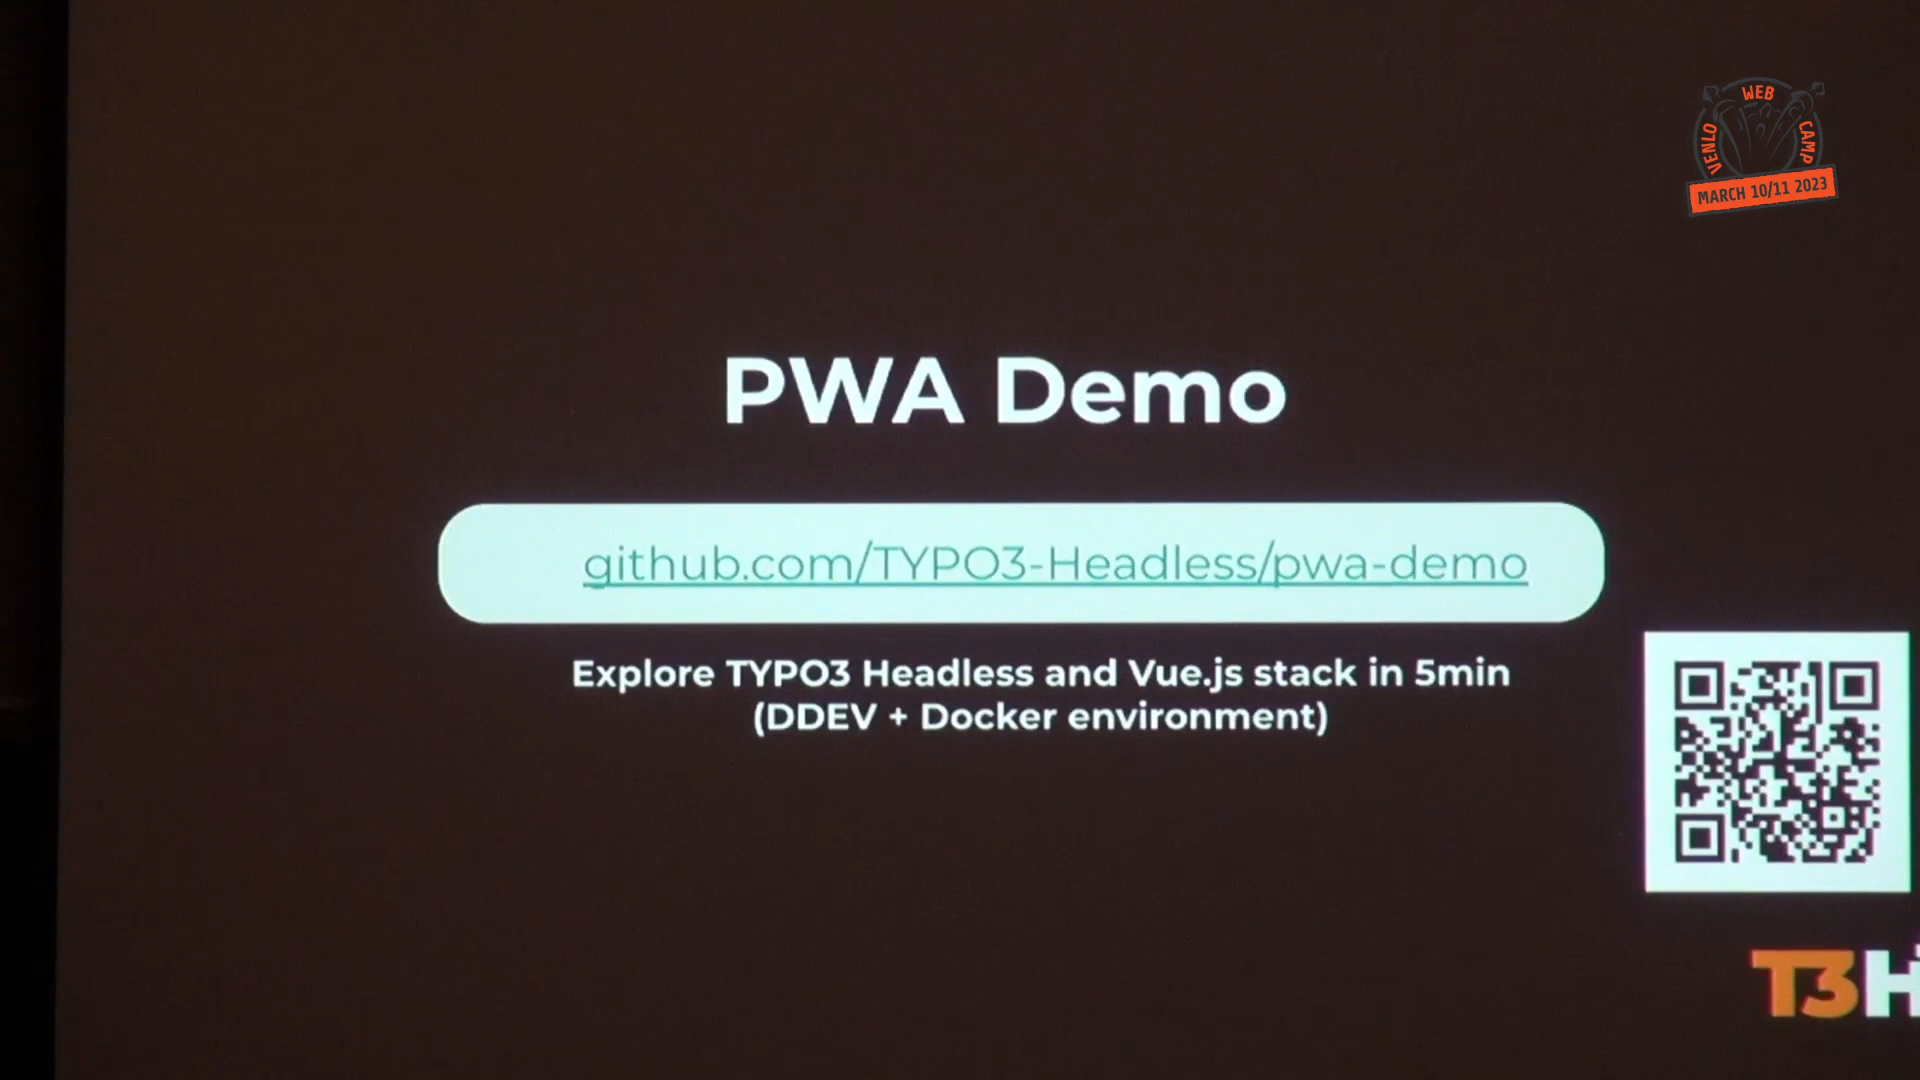 VENLO
WEB
CAMP
MARCH 10/11 2023
PWA Demo
github.com/TYPO3-Headless/pwa-demo
Explore TYPO3 Headless and Vue.js stack in 5min
(DDEV + Docker environment)
T3H